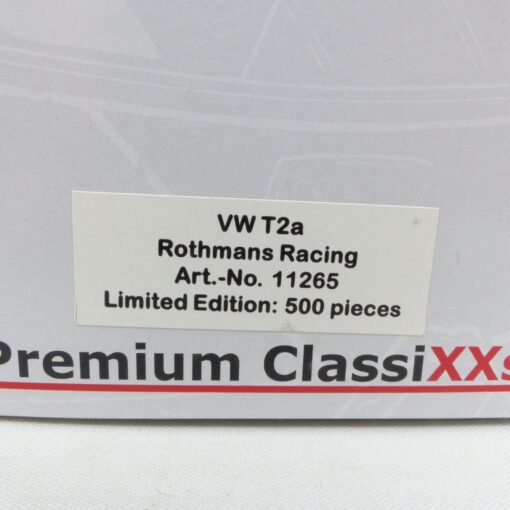 VW T2a
Rothmans Racing
Art.-No. 11265
Limited Edition: 500 pieces
Premium ClassiXXs